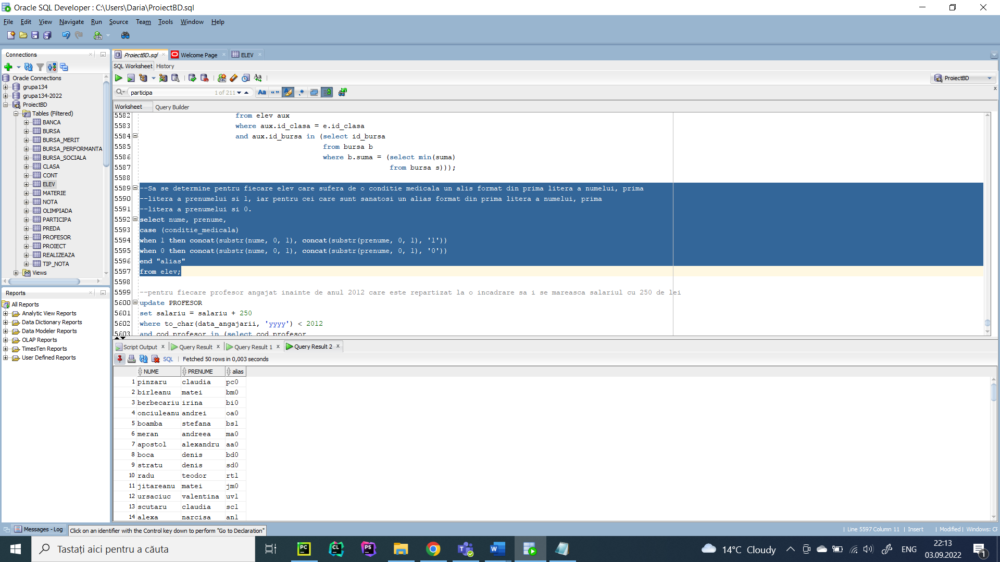 Oracle SQL Developer : C:\Users\Daria\ProiectBD.sql
File Edit View Navigate Run Source Team Tools Window Help
Connections
Oracle Connections
grupa134
grupa134-2022
ProiectBD
Tables (Filtered)
BANCA
BURSA
BURSA_MERIT
BURSA_PERFORMANTA
BURSA_SOCIALA
CLASA
CONT
ELEV
MATERIE
NOTA
OLIMPIADA
PARTICIPA
PREDA
PROFESOR
PROIECT
REALIZEAZA
TIP_NOTA
Views
Reports
All Reports
Analytic View Reports
Data Dictionary Reports
Data Modeler Reports
OLAP Reports
TimesTen Reports
User Defined Reports
ProiectBD.sql Welcome Page ELEV
SQL Worksheet History
ProiectBD
participa 1 of 211
Worksheet Query Builder
5582 from elev aux
5583 where aux.id_clasa = e.id_clasa
5584 and aux.id_bursa in (select id_bursa
5585 from bursa b
5586 where b.suma = (select min(suma)
5587 from bursa s)));
5588
5589 --Sa se determine pentru fiecare elev care sufera de o conditie medicala un alis format din prima litera a numelui, prima
5590 --litera a prenumelui si 1, iar pentru cei care sunt sanatosi un alias format din prima litera a numelui, prima
5591 --litera a prenumelui si 0.
5592 select nume, prenume,
5593 case (conditie_medicala)
5594 when 1 then concat(substr(nume, 0, 1), concat(substr(prenume, 0, 1), '1'))
5595 when 0 then concat(substr(nume, 0, 1), concat(substr(prenume, 0, 1), '0'))
5596 end "alias"
5597 from elev;
5598
5599 --pentru fiecare profesor angajat inainte de anul 2012 care este repartizat la o incadrare sa i se mareasca salariul cu 250 de lei
5600 update PROFESOR
5601 set salariu = salariu + 250
5602 where to_char(data_angajarii, 'yyyy') < 2012
5603 and cod_profesor in (select cod_profesor
Script Output Query Result Query Result 1 Query Result 2
SQL Fetched 50 rows in 0,003 seconds
NUME PRENUME alias
1 pinzaru claudia pc0
2 birleanu matei bm0
3 berbecariu irina bi0
4 onciuleanu andrei oa0
5 boamba stefana bs1
6 meran andreea ma0
7 apostol alexandru aa0
8 boca denis bd0
9 stratu denis sd0
10 radu teodor rt1
11 jitareanu matei jm0
12 ursaciuc valentina uv1
13 scutaru claudia sc1
14 alexa narcisa an1
Messages - Log
Click on an identifier with the Control key down to perform "Go to Declaration"
Line 5597 Column 11 Insert Modified Windows: CF
Tastați aici pentru a căuta
14°C Cloudy
ENG
22:13
03.09.2022
1